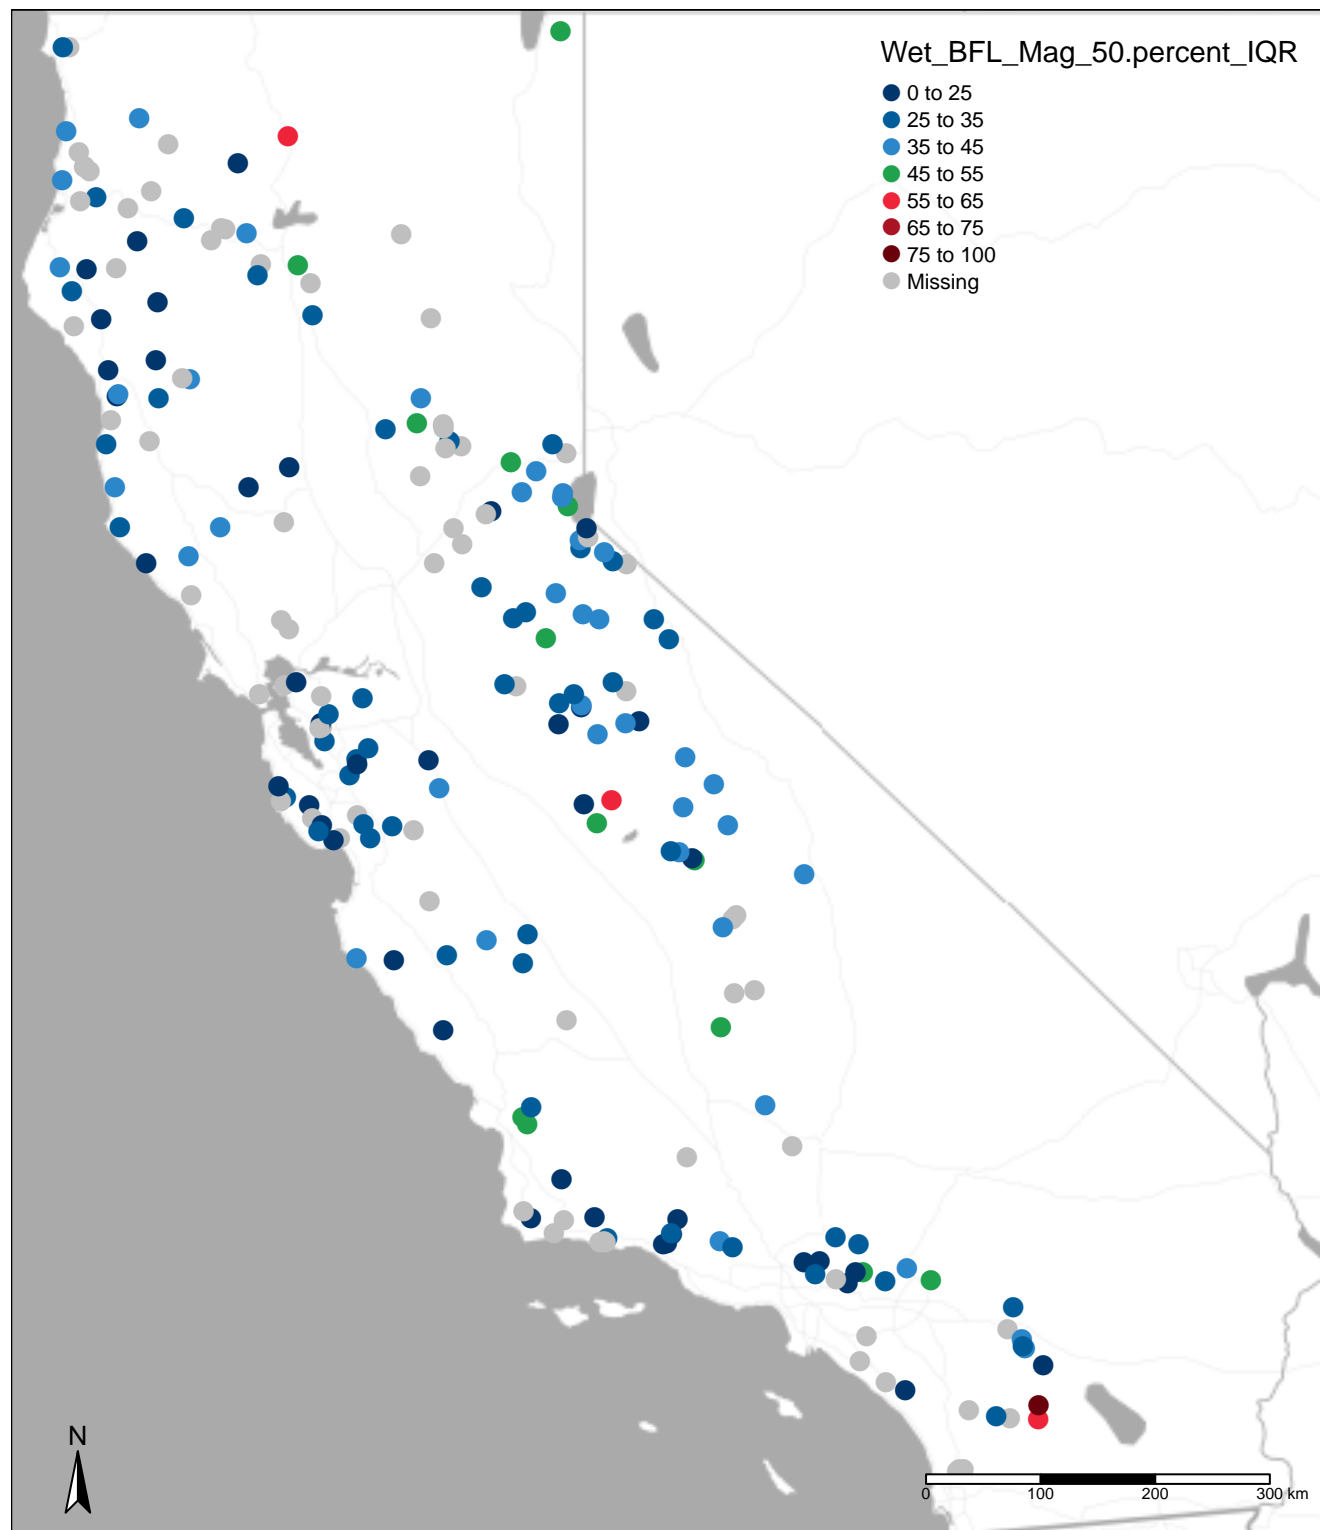 Wet_BFL_Mag_50.percent_IQR
0 to 25
25 to 35
35 to 45
45 to 55
55 to 65
65 to 75
75 to 100
Missing
N
0 100 200 300 km